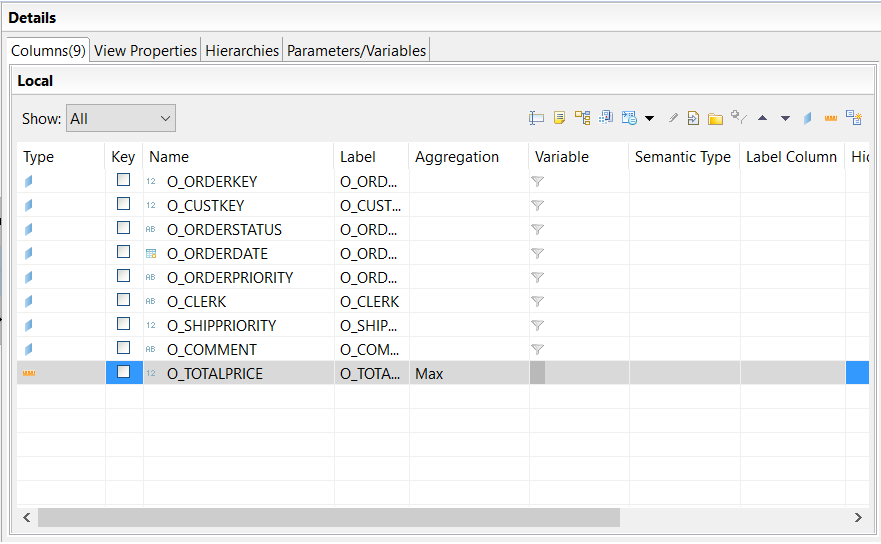 Details
Columns(9) View Properties Hierarchies Parameters/Variables
Local
Show: All
Type Key Name Label Aggregation Variable Semantic Type Label Column Hid
12 O_ORDERKEY O_ORD...
12 O_CUSTKEY O_CUST...
AB O_ORDERSTATUS O_ORD...
O_ORDERDATE O_ORD...
AB O_ORDERPRIORITY O_ORD...
AB O_CLERK O_CLERK
12 O_SHIPPRIORITY O_SHIP...
AB O_COMMENT O_COM...
12 O_TOTALPRICE O_TOTA... Max